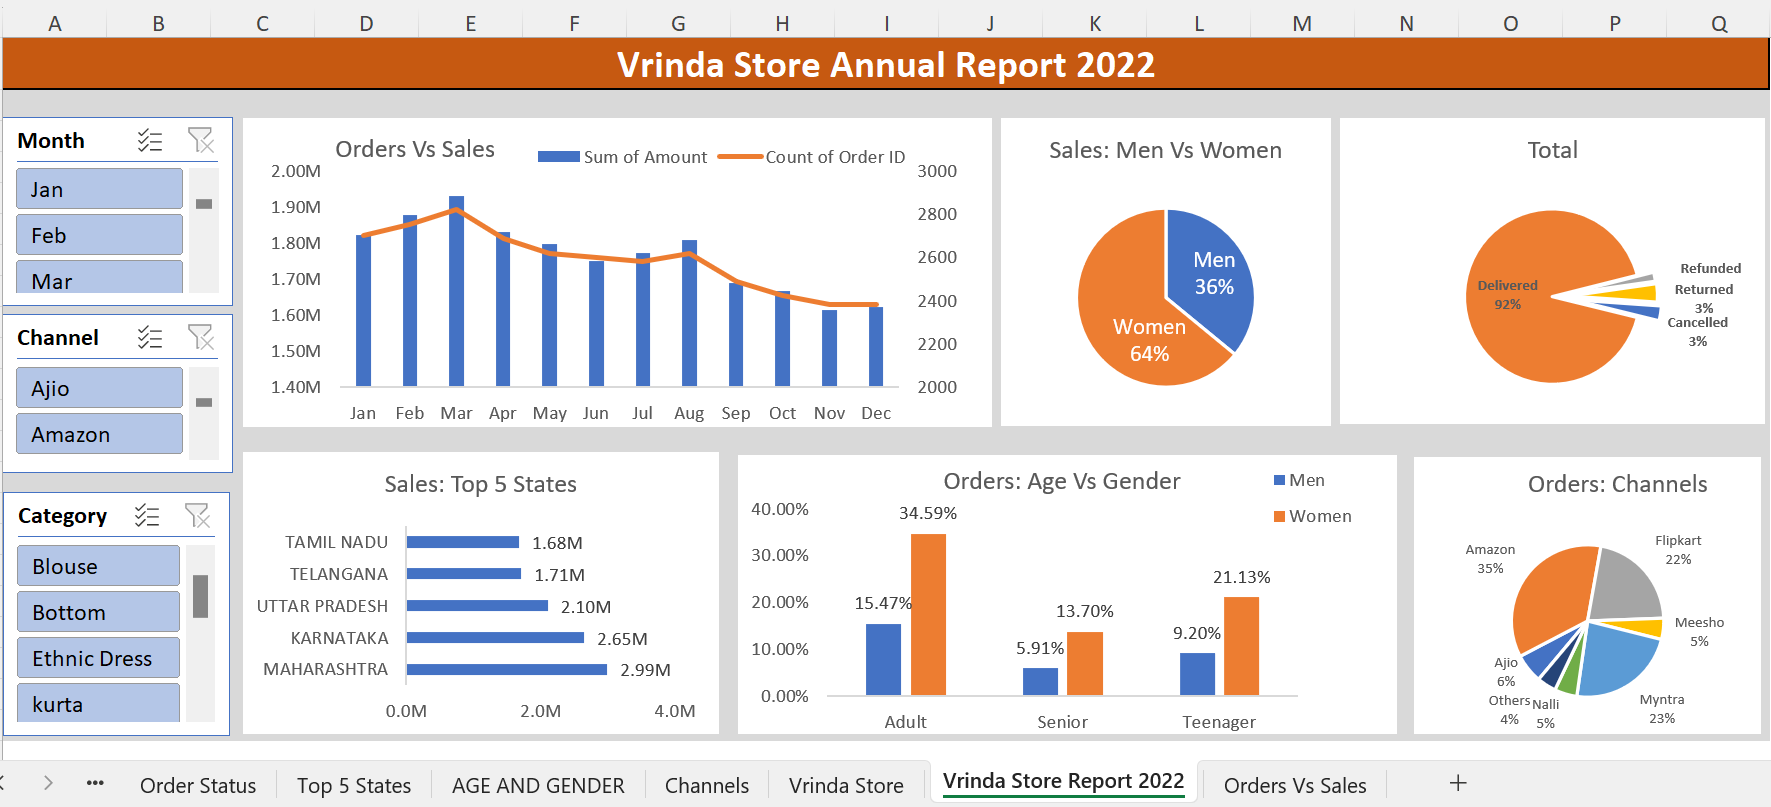 A B C D E F G H I J K L M N O P Q
Vrinda Store Annual Report 2022
Month
Jan
Feb
Mar
Channel
Ajio
Amazon
Category
Blouse
Bottom
Ethnic Dress
kurta
Orders Vs Sales
Sum of Amount
Count of Order ID
2.00M
1.90M
1.80M
1.70M
1.60M
1.50M
1.40M
3000
2800
2600
2400
2200
2000
Jan Feb Mar Apr May Jun Jul Aug Sep Oct Nov Dec
Sales: Men Vs Women
Men
36%
Women
64%
Total
Delivered
92%
Refunded
Returned
3%
Cancelled
3%
Sales: Top 5 States
TAMIL NADU 1.68M
TELANGANA 1.71M
UTTAR PRADESH 2.10M
KARNATAKA 2.65M
MAHARASHTRA 2.99M
0.0M 2.0M 4.0M
Orders: Age Vs Gender
Men
Women
40.00%
30.00%
20.00%
10.00%
0.00%
15.47%
34.59%
5.91%
13.70%
9.20%
21.13%
Adult Senior Teenager
Orders: Channels
Amazon
35%
Flipkart
22%
Meesho
5%
Myntra
23%
Nalli
5%
Others
4%
Ajio
6%
••• Order Status Top 5 States AGE AND GENDER Channels Vrinda Store Vrinda Store Report 2022 Orders Vs Sales +